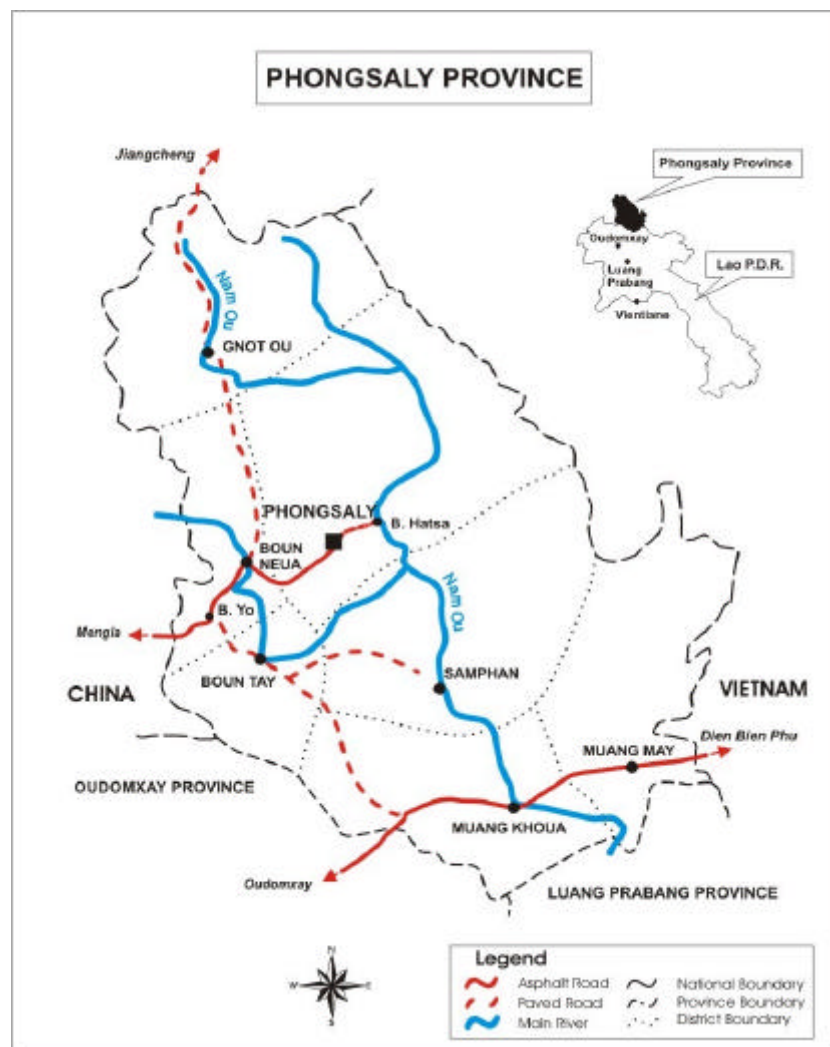 PHONGSALY PROVINCE
Jiangcheng
Phongsaly Province
Oudomxay
Luang
Prabang
Lao P.D.R.
Vientiane
Nam Ou
GNOT OU
PHONGSALY
B. Hatsa
BOUN
NEUA
Nam Ou
B. Yo
Mengla
BOUN TAY
SAMPHAN
CHINA
VIETNAM
Dien Bien Phu
MUANG MAY
OUDOMXAY PROVINCE
MUANG KHOUA
Oudomxay
LUANG PRABANG PROVINCE
N
W
E
S
Legend
Asphalt Road
National Boundary
Paved Road
Province Boundary
Main River
District Boundary